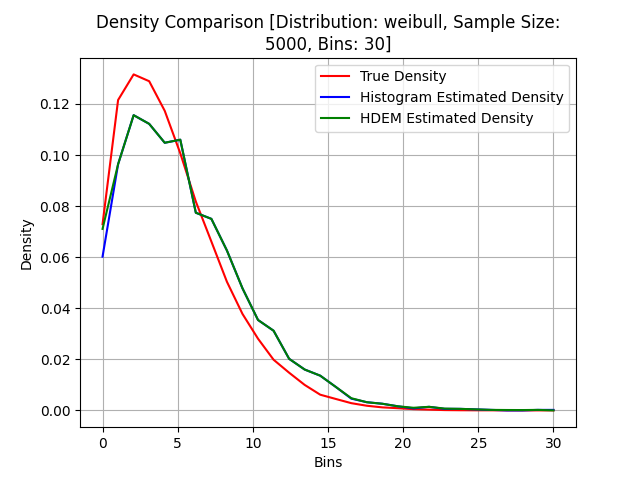 Density Comparison [Distribution: weibull, Sample Size:
5000, Bins: 30]
True Density
Histogram Estimated Density
HDEM Estimated Density
Density
0.12
0.10
0.08
0.06
0.04
0.02
0.00
0 5 10 15 20 25 30
Bins